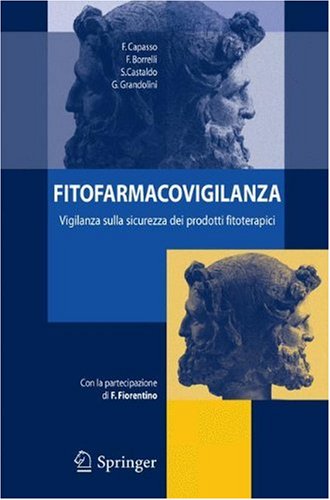 F. Capasso
F. Borrelli
S. Castaldo
G. Grandolini
FITOFARMACOVIGILANZA
Vigilanza sulla sicurezza dei prodotti fitoterapici
Con la partecipazione
di F. Fiorentino
Springer